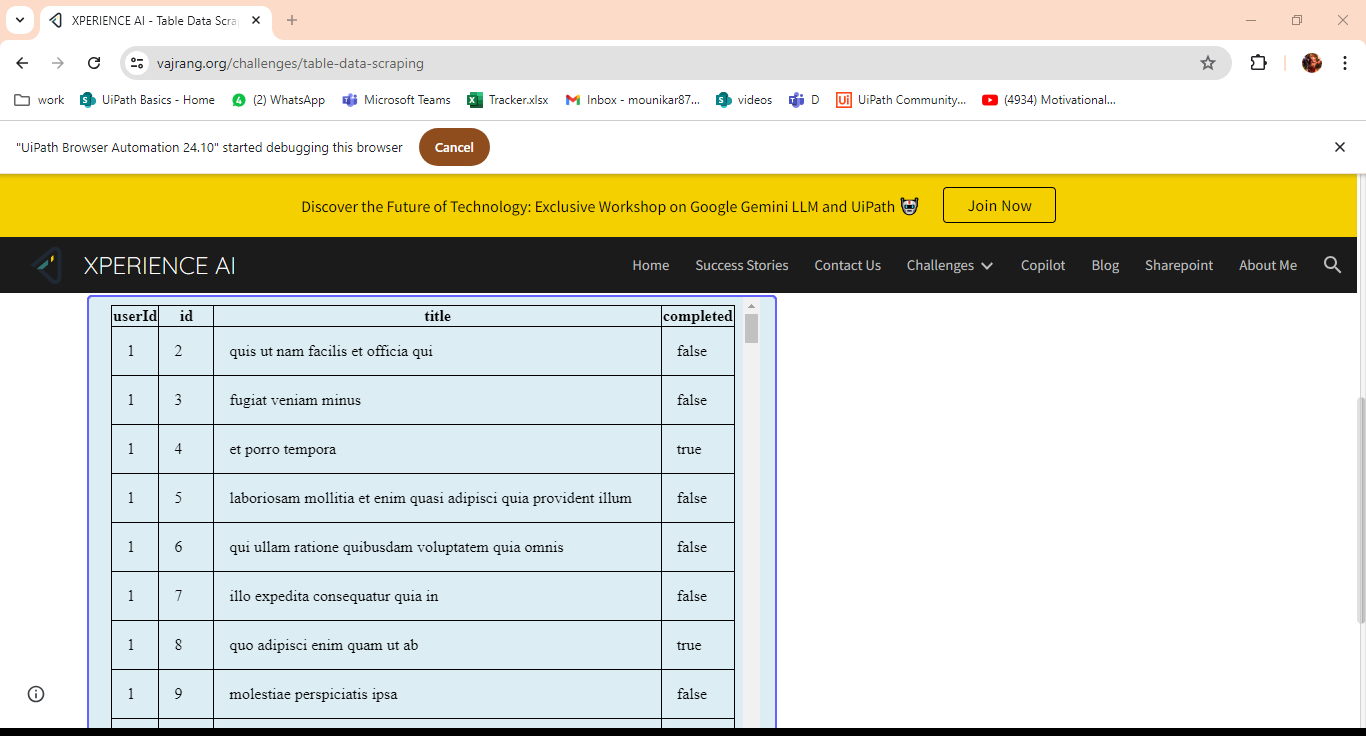 XPERIENCE AI - Table Data Scra
vajrang.org/challenges/table-data-scraping
work UiPath Basics - Home (2) WhatsApp Microsoft Teams Tracker.xlsx Inbox - mounikar87... videos D UiPath Community... (4934) Motivational...
"UiPath Browser Automation 24.10" started debugging this browser Cancel
Discover the Future of Technology: Exclusive Workshop on Google Gemini LLM and UiPath Join Now
XPERIENCE AI Home Success Stories Contact Us Challenges Copilot Blog Sharepoint About Me
userId id title completed
1 2 quis ut nam facilis et officia qui false
1 3 fugiat veniam minus false
1 4 et porro tempora true
1 5 laboriosam mollitia et enim quasi adipisci quia provident illum false
1 6 qui ullam ratione quibusdam voluptatem quia omnis false
1 7 illo expedita consequatur quia in false
1 8 quo adipisci enim quam ut ab true
1 9 molestiae perspiciatis ipsa false